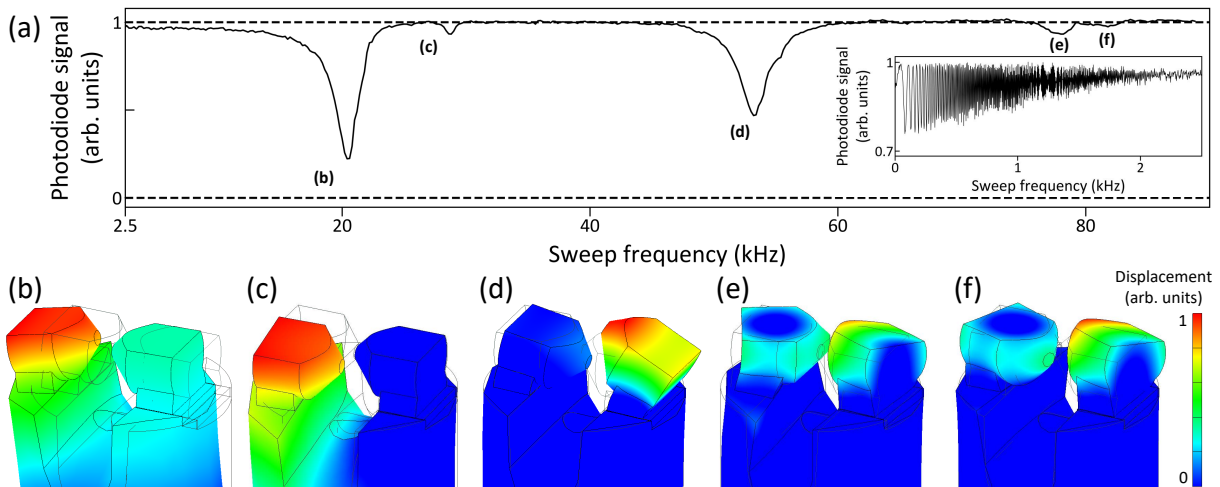 (a)
Photodiode signal
(arb. units)
1
0
(b)
(c)
(d)
(e)
(f)
2.5
20
40
60
80
Sweep frequency (kHz)
Photodiode signal
(arb. units)
1
0.7
0
1
2
Sweep frequency (kHz)
(b)
(c)
(d)
(e)
(f)
Displacement
(arb. units)
1
0